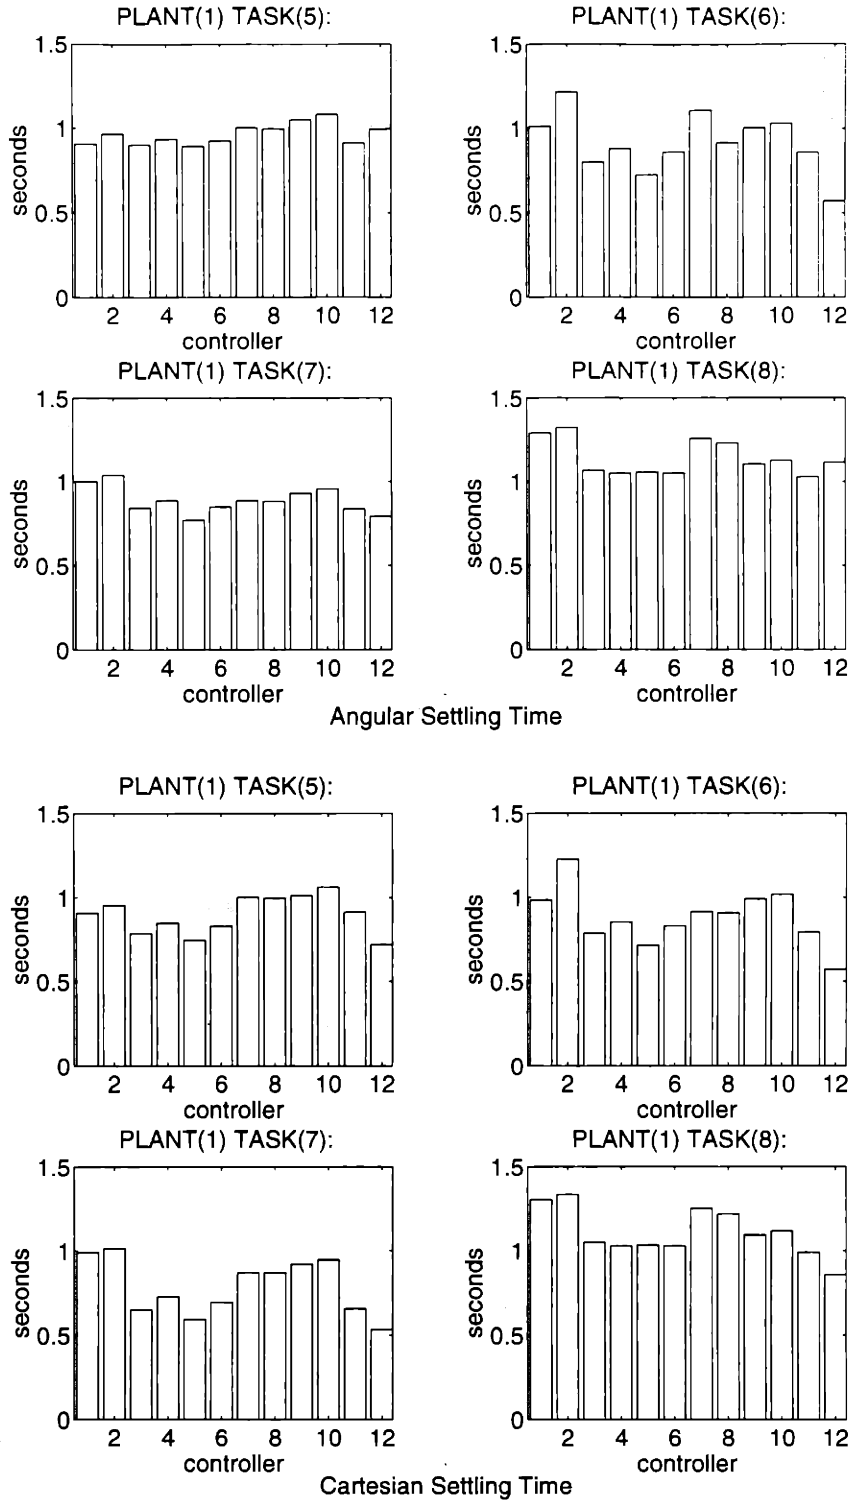 PLANT(1) TASK(5):
1.5
1
0.5
0
seconds
2 4 6 8 10 12
controller
PLANT(1) TASK(6):
1.5
1
0.5
0
seconds
2 4 6 8 10 12
controller
PLANT(1) TASK(7):
1.5
1
0.5
0
seconds
2 4 6 8 10 12
controller
PLANT(1) TASK(8):
1.5
1
0.5
0
seconds
2 4 6 8 10 12
controller
Angular Settling Time
PLANT(1) TASK(5):
1.5
1
0.5
0
seconds
2 4 6 8 10 12
controller
PLANT(1) TASK(6):
1.5
1
0.5
0
seconds
2 4 6 8 10 12
controller
PLANT(1) TASK(7):
1.5
1
0.5
0
seconds
2 4 6 8 10 12
controller
PLANT(1) TASK(8):
1.5
1
0.5
0
seconds
2 4 6 8 10 12
controller
Cartesian Settling Time